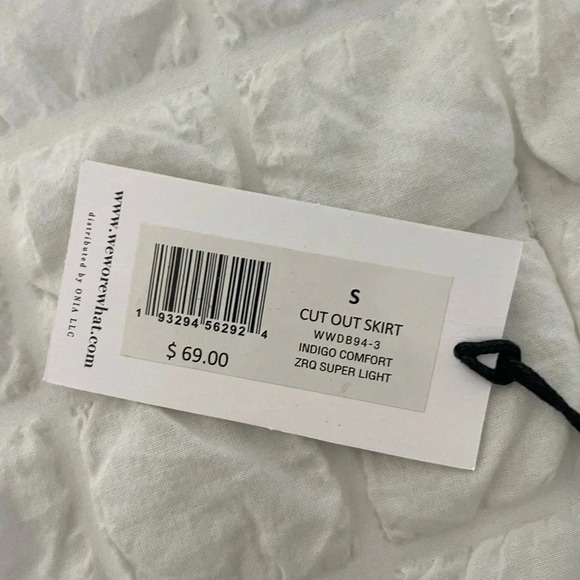 www.weworewhat.com
distributed by ONIA LLC
1 93294 56292 4
$ 69.00
S
CUT OUT SKIRT
WWDB94-3
INDIGO COMFORT
ZRQ SUPER LIGHT